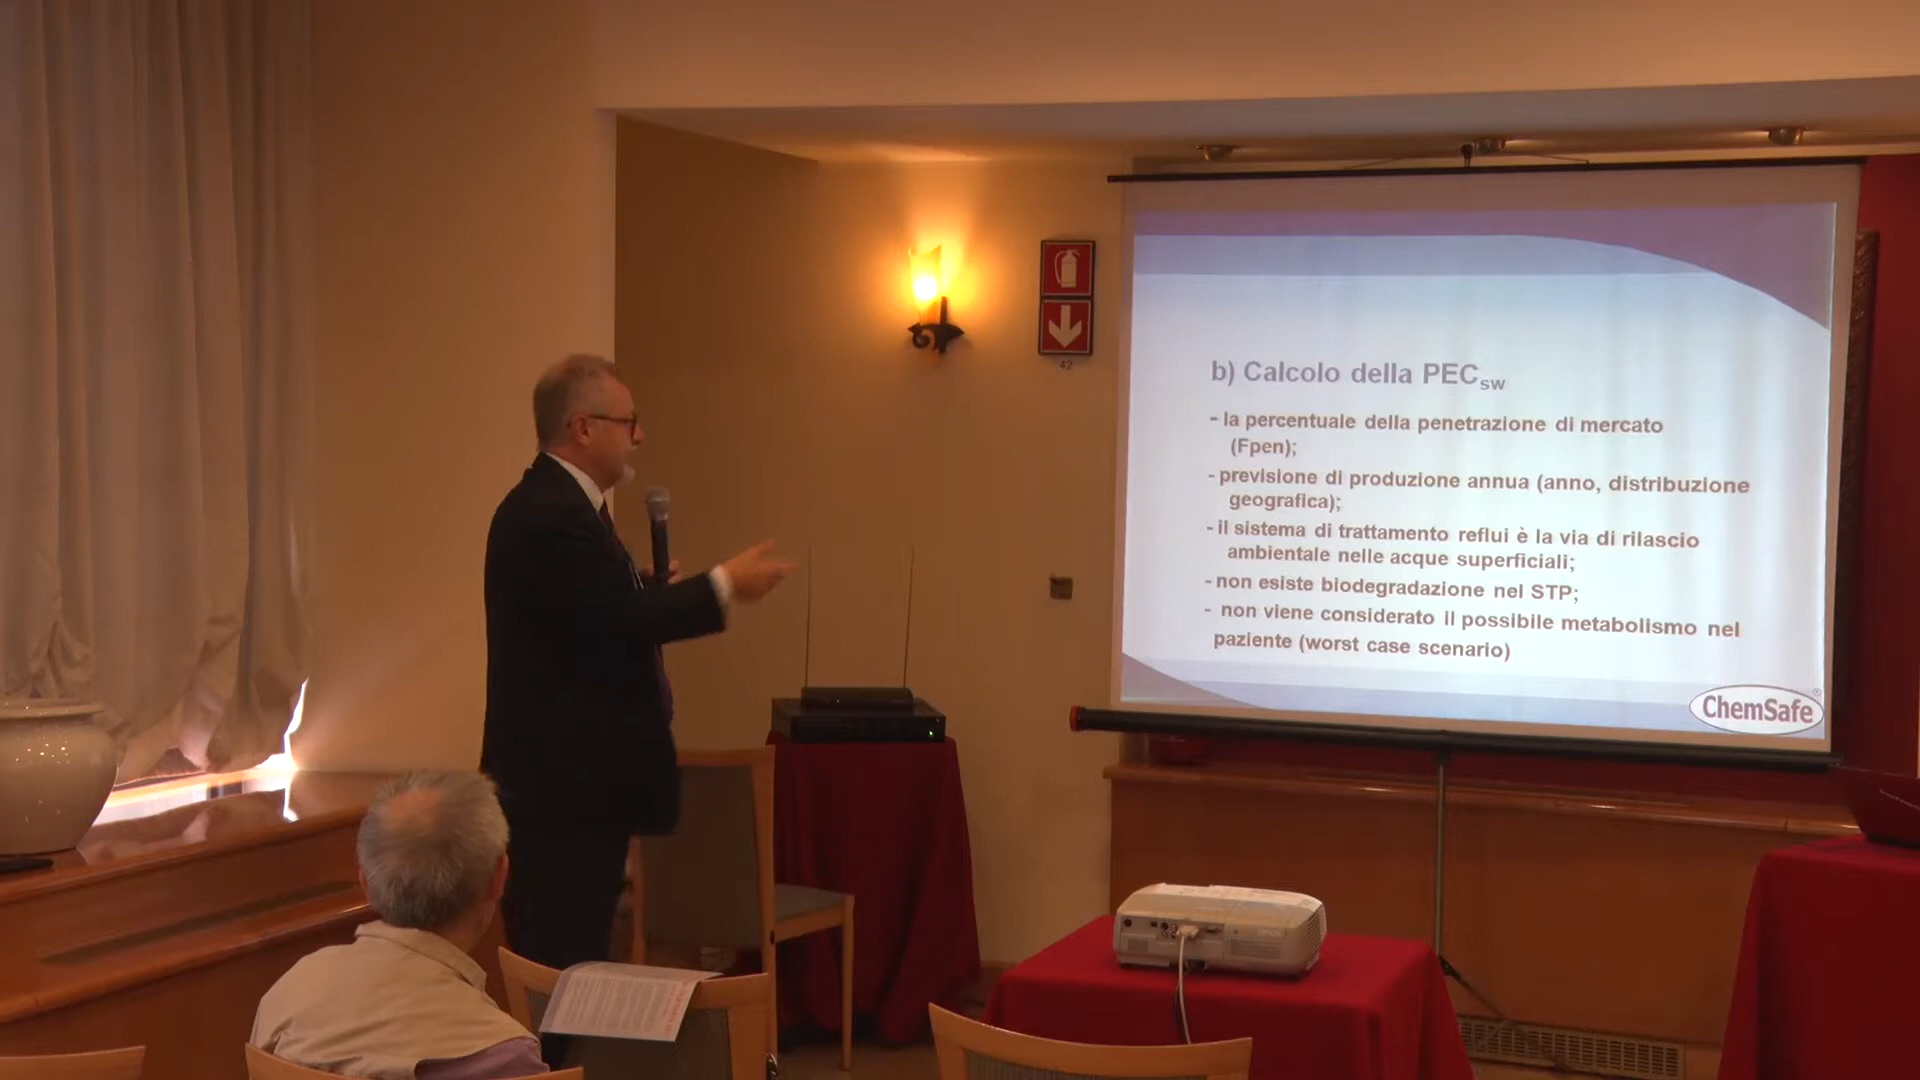 b) Calcolo della PECsw
- la percentuale della penetrazione di mercato
(Fpen);
- previsione di produzione annua (anno, distribuzione
geografica);
- il sistema di trattamento reflui è la via di rilascio
ambientale nelle acque superficiali;
- non esiste biodegradazione nel STP;
- non viene considerato il possibile metabolismo nel
paziente (worst case scenario)
ChemSafe
®
42